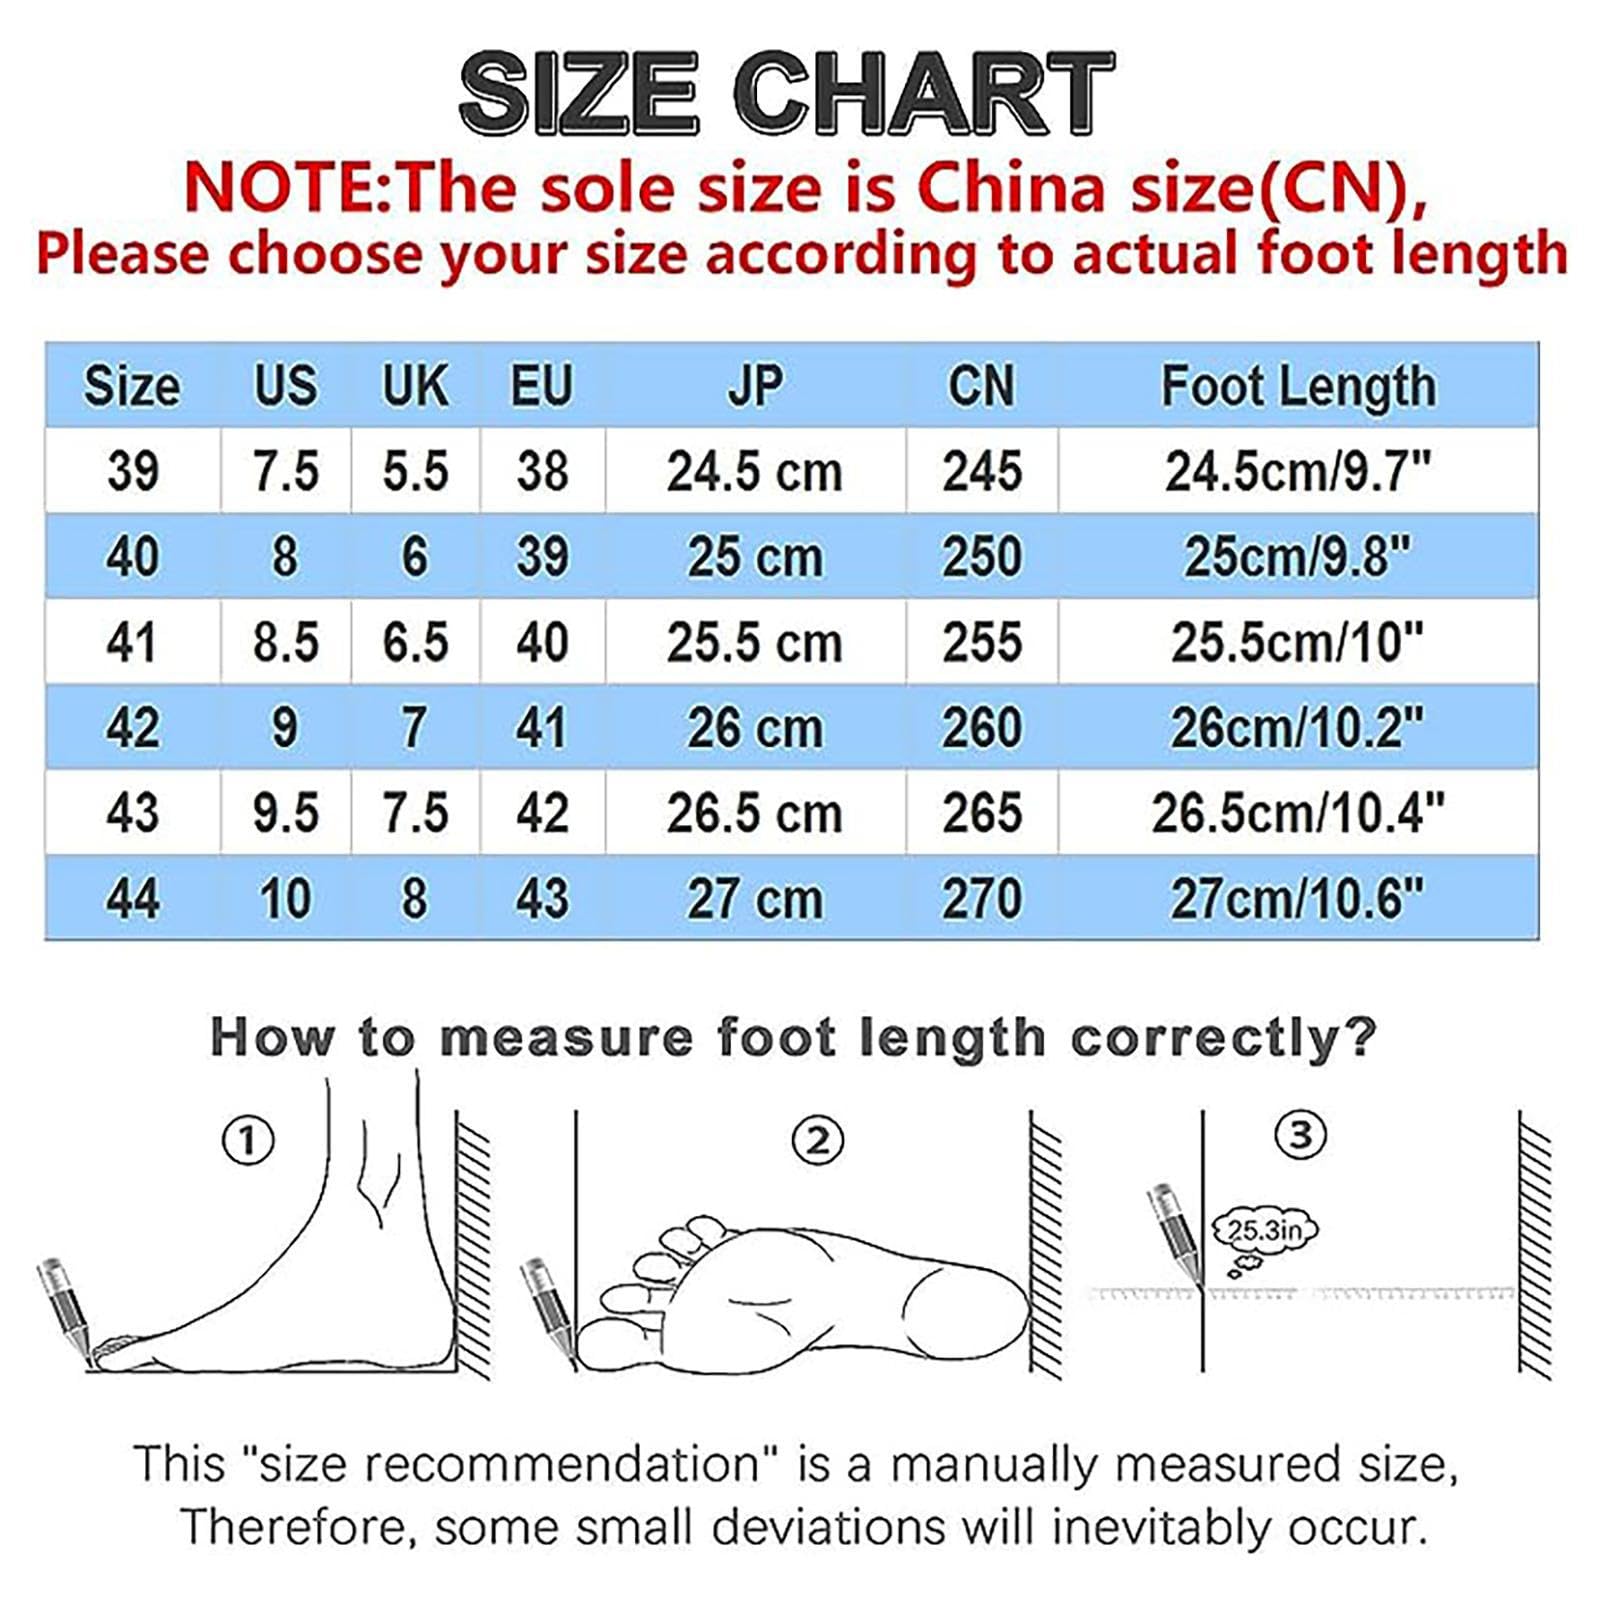 SIZE CHART
NOTE:The sole size is China size(CN),
Please choose your size according to actual foot length
Size US UK EU JP CN Foot Length
39 7.5 5.5 38 24.5 cm 245 24.5cm/9.7"
40 8 6 39 25 cm 250 25cm/9.8"
41 8.5 6.5 40 25.5 cm 255 25.5cm/10"
42 9 7 41 26 cm 260 26cm/10.2"
43 9.5 7.5 42 26.5 cm 265 26.5cm/10.4"
44 10 8 43 27 cm 270 27cm/10.6"
How to measure foot length correctly?
① ② ③
25.3in
This "size recommendation" is a manually measured size,
Therefore, some small deviations will inevitably occur.